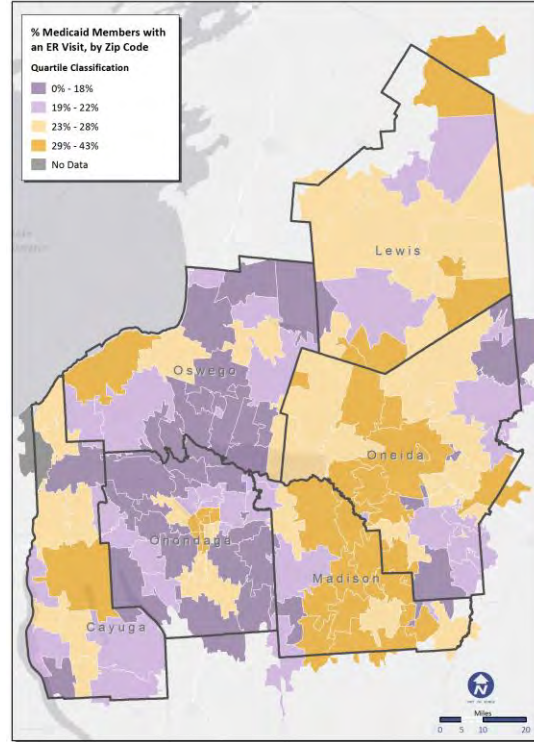 % Medicaid Members with
an ER Visit, by Zip Code
Quartile Classification
0% - 18%
19% - 22%
23% - 28%
29% - 43%
No Data
Lewis
Oswego
Oneida
Onondaga
Madison
Cayuga
N
Miles
0 5 10 20